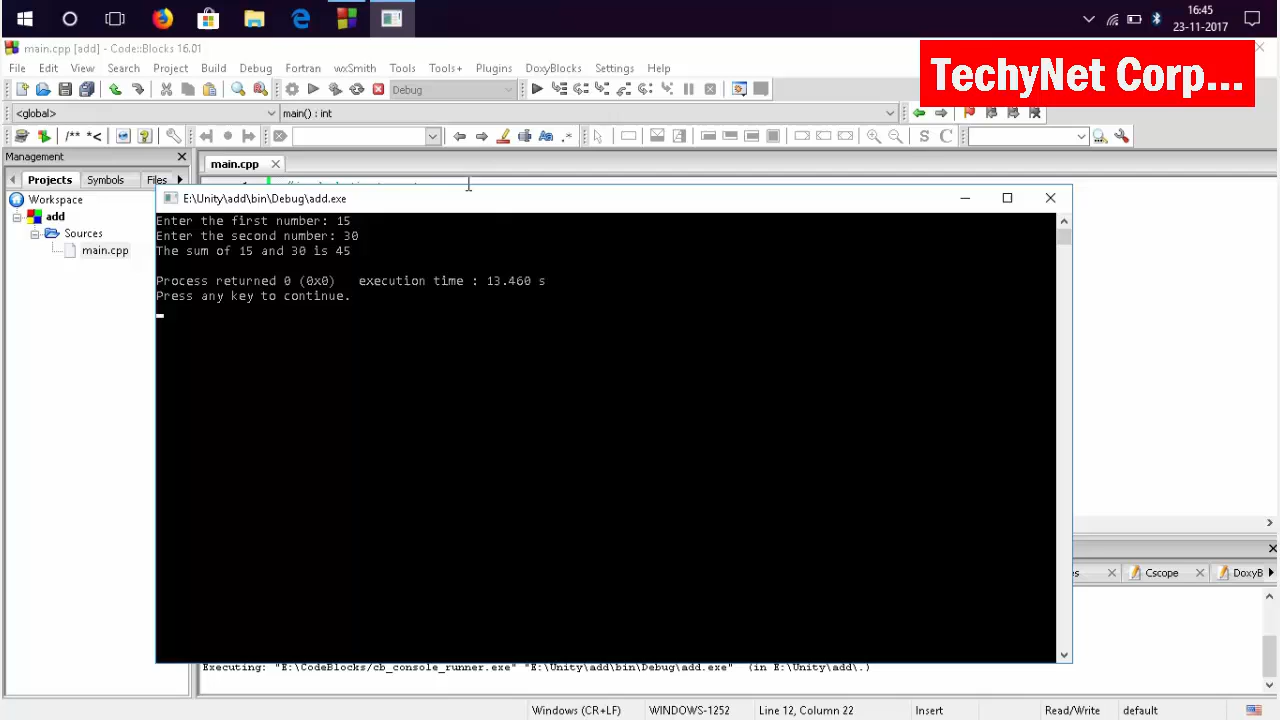 16:45
23-11-2017
main.cpp [add] - Code::Blocks 16.01
File Edit View Search Project Build Debug Fortran wxSmith Tools Tools+ Plugins DoxyBlocks Settings Help
TechyNet Corp...
Debug
<global> main() : int
/** *<
Aa .*
S C
Management
main.cpp
Projects Symbols Files
Workspace
add
Sources
main.cpp
E:\Unity\add\bin\Debug\add.exe
Enter the first number: 15
Enter the second number: 30
The sum of 15 and 30 is 45
Process returned 0 (0x0) execution time : 13.460 s
Press any key to continue.
Cscope DoxyB
Executing: "E:\CodeBlocks/cb_console_runner.exe" "E:\Unity\add\bin\Debug\add.exe" (in E:\Unity\add\.)
Windows (CR+LF) WINDOWS-1252 Line 12, Column 22 Insert Read/Write default